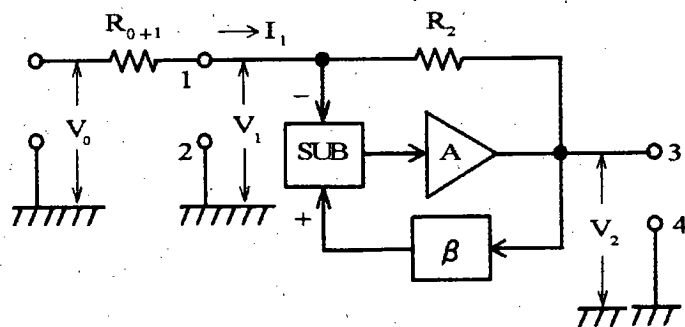 R₀₊₁
I₁
R₂
1
−
V₀
2
V₁
SUB
A
3
+
β
V₂
4